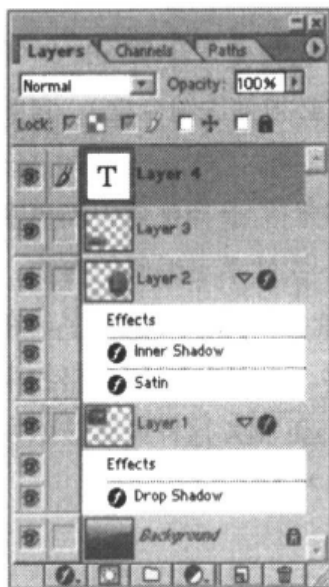 Layers Channels Paths
Normal Opacity: 100%
Lock:
T Layer 4
Layer 3
Layer 2
Effects
Inner Shadow
Satin
Layer 1
Effects
Drop Shadow
Background